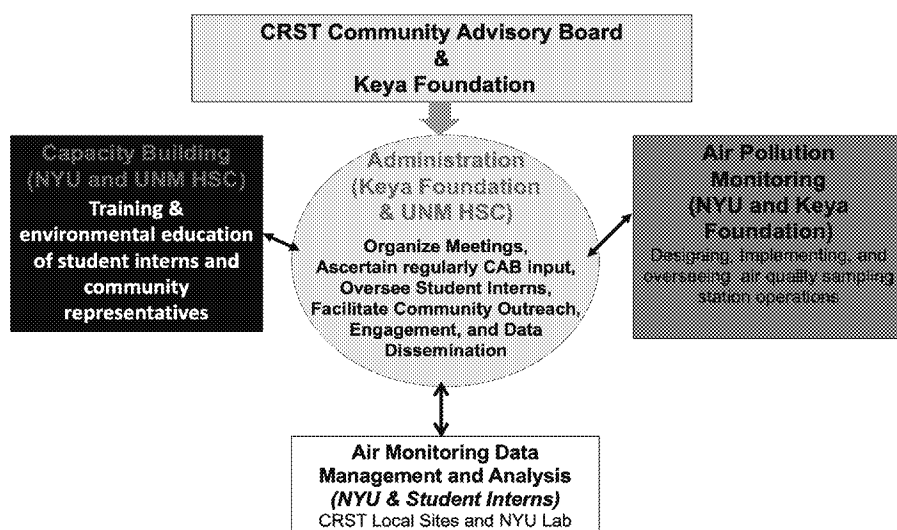 CRST Community Advisory Board
&
Keya Foundation
Capacity Building
(NYU and UNM HSC)
Training &
environmental education
of student interns and
community
representatives
Administration
(Keya Foundation
& UNM HSC)
Organize Meetings,
Ascertain regularly CAB input,
Oversee Student Interns,
Facilitate Community Outreach,
Engagement, and Data
Dissemination
Air Pollution
Monitoring
(NYU and Keya
Foundation)
Designing, Implementing, and
overseeing air quality sampling
station operations
Air Monitoring Data
Management and Analysis
(NYU & Student Interns)
CRST Local Sites and NYU Lab